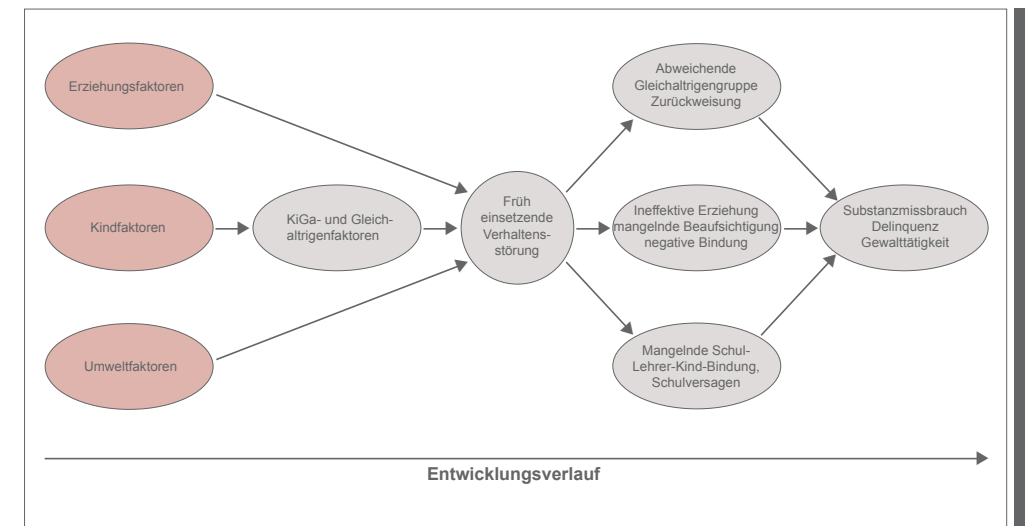 Erziehungsfaktoren
Kindfaktoren
Umweltfaktoren
KiGa- und Gleich-
altrigenfaktoren
Früh
einsetzende
Verhaltens-
störung
Abweichende
Gleichaltrigengruppe
Zurückweisung
Ineffektive Erziehung
mangelnde Beaufsichtigung
negative Bindung
Mangelnde Schul-
Lehrer-Kind-Bindung,
Schulversagen
Substanzmissbrauch
Delinquenz
Gewalttätigkeit
Entwicklungsverlauf